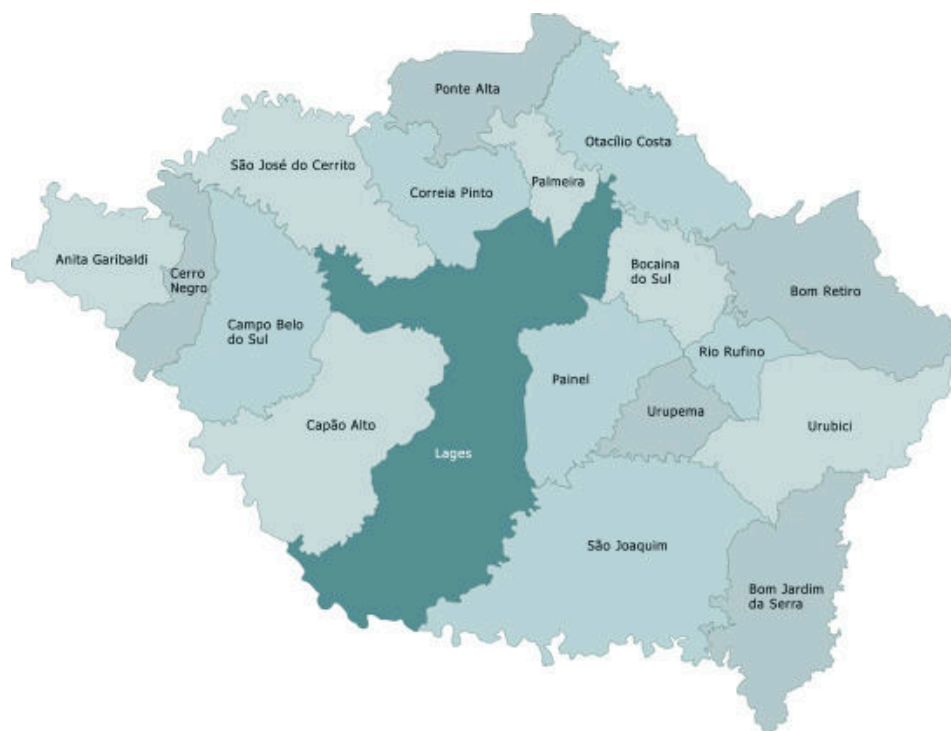 Ponte Alta
Otacílio Costa
São José do Cerrito
Correia Pinto
Palmeira
Anita Garibaldi
Cerro
Negro
Bocaina
do Sul
Bom Retiro
Campo Belo
do Sul
Rio Rufino
Painel
Urupema
Capão Alto
Urubici
Lages
São Joaquim
Bom Jardim
da Serra